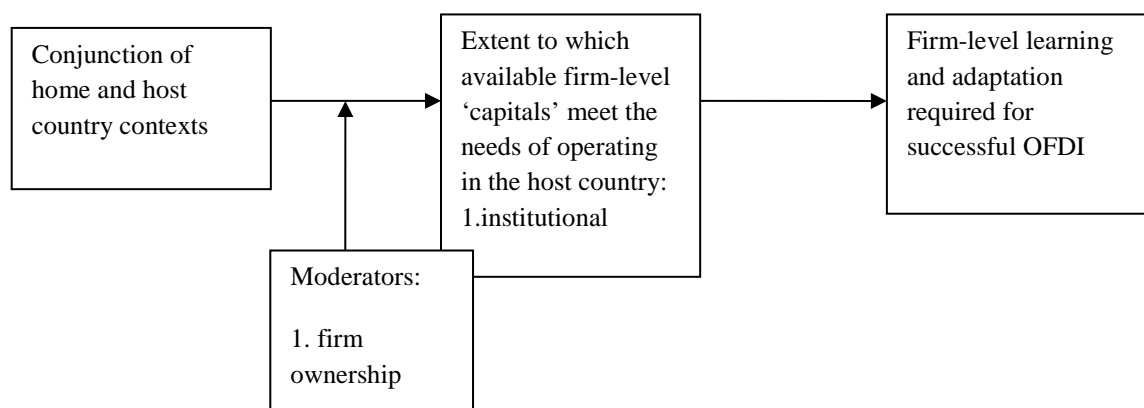 Conjunction of
home and host
country contexts
Extent to which
available firm-level
‘capitals’ meet the
needs of operating
in the host country:
1.institutional
Firm-level learning
and adaptation
required for
successful OFDI
Moderators:
1. firm
ownership